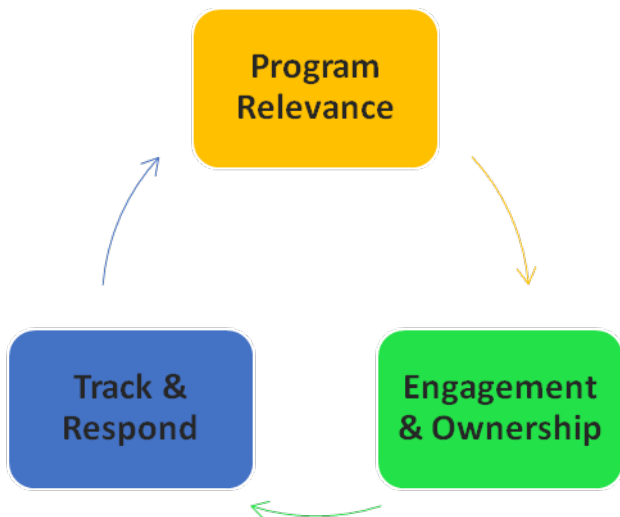 Program
Relevance
Track &
Respond
Engagement
& Ownership